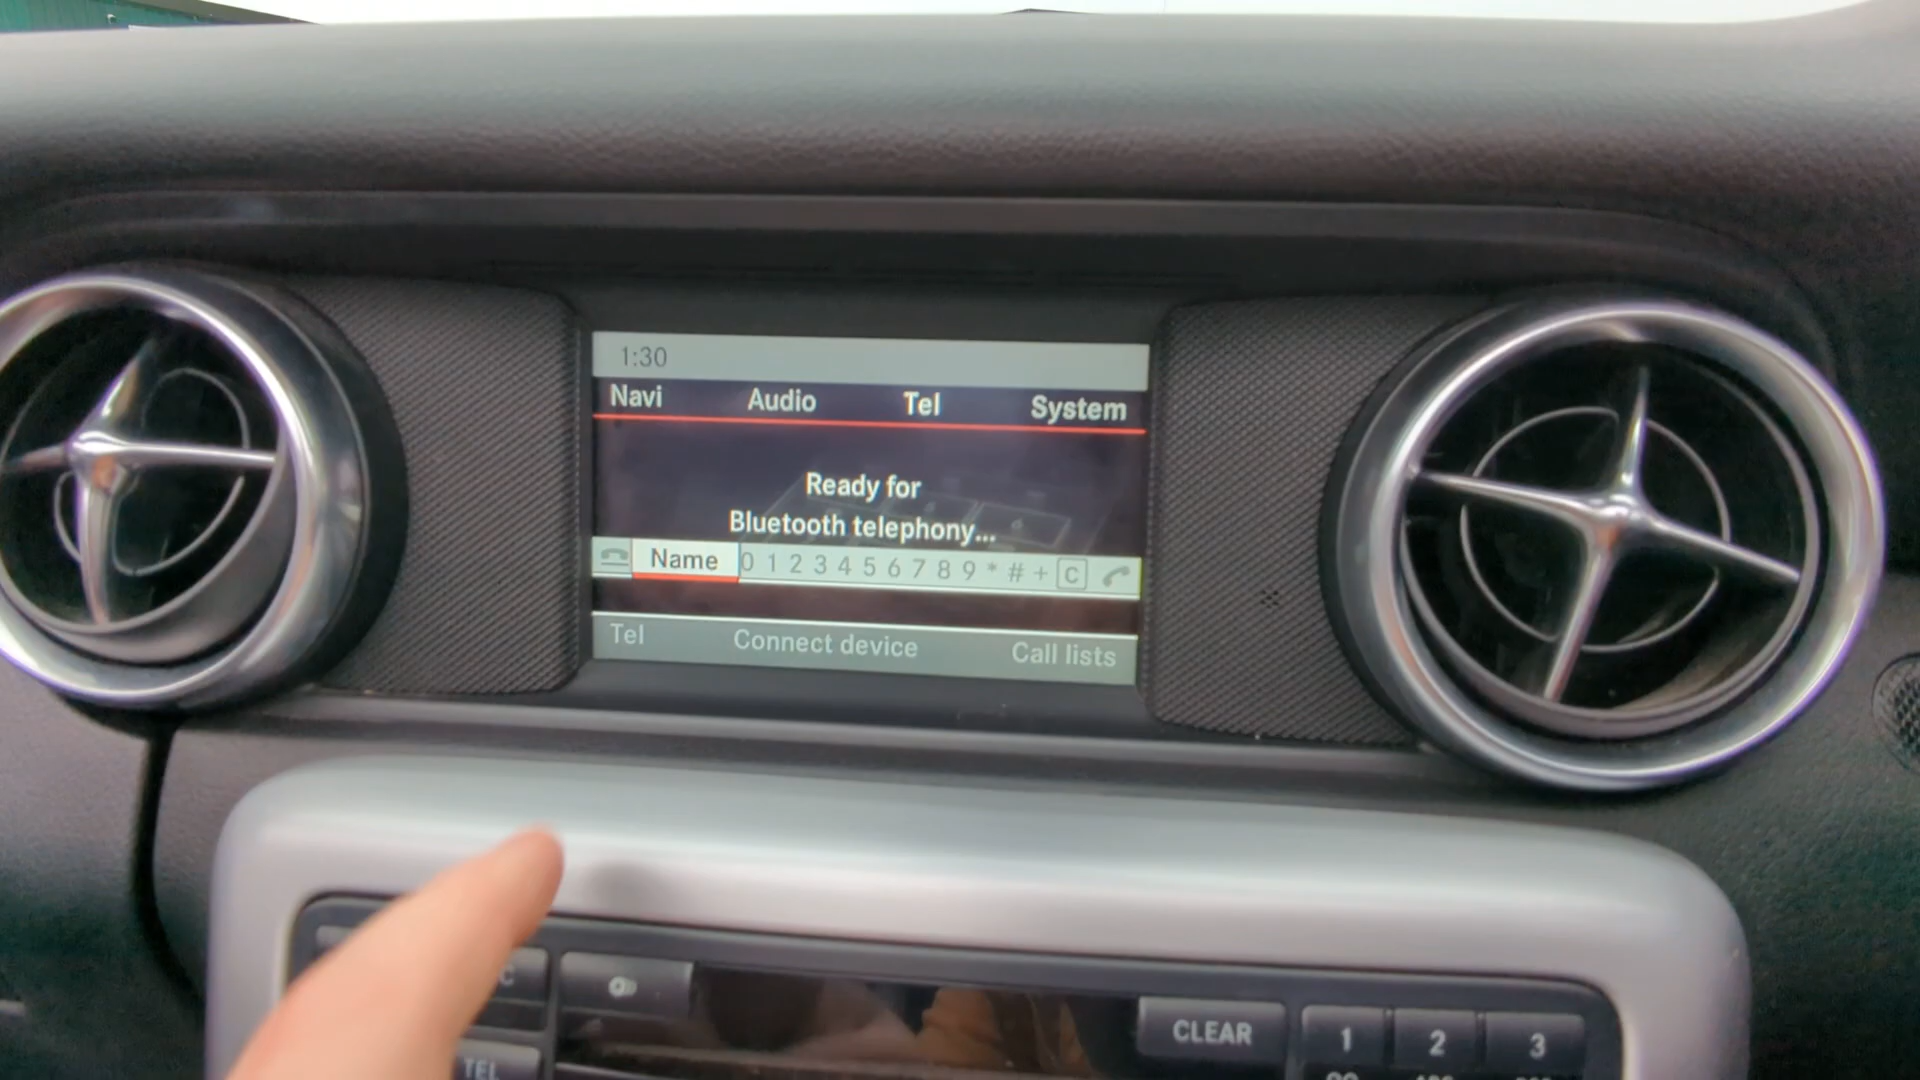 1:30
Navi Audio Tel System
Ready for
Bluetooth telephony...
Name 0 1 2 3 4 5 6 7 8 9 * # + C
Tel Connect device Call lists
CLEAR 1 2 3
TEL